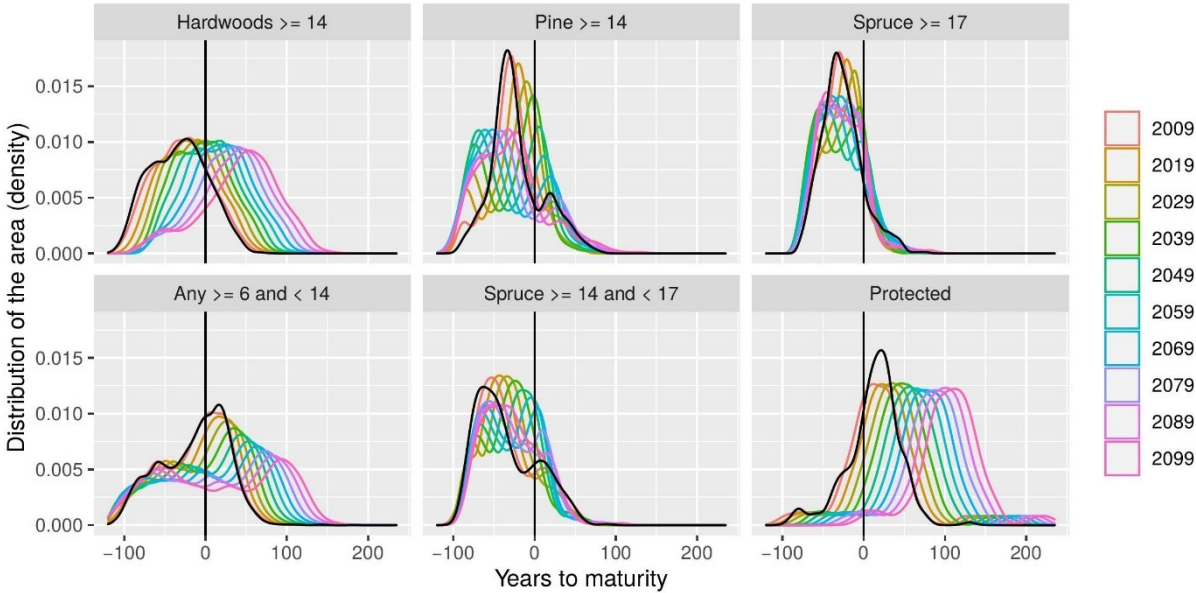 Hardwoods >= 14
Pine >= 14
Spruce >= 17
0.015
0.010
0.005
0.000
Any >= 6 and < 14
Spruce >= 14 and < 17
Protected
0.015
0.010
0.005
0.000
−100 0 100 200
−100 0 100 200
−100 0 100 200
Years to maturity
Distribution of the area (density)
2009
2019
2029
2039
2049
2059
2069
2079
2089
2099